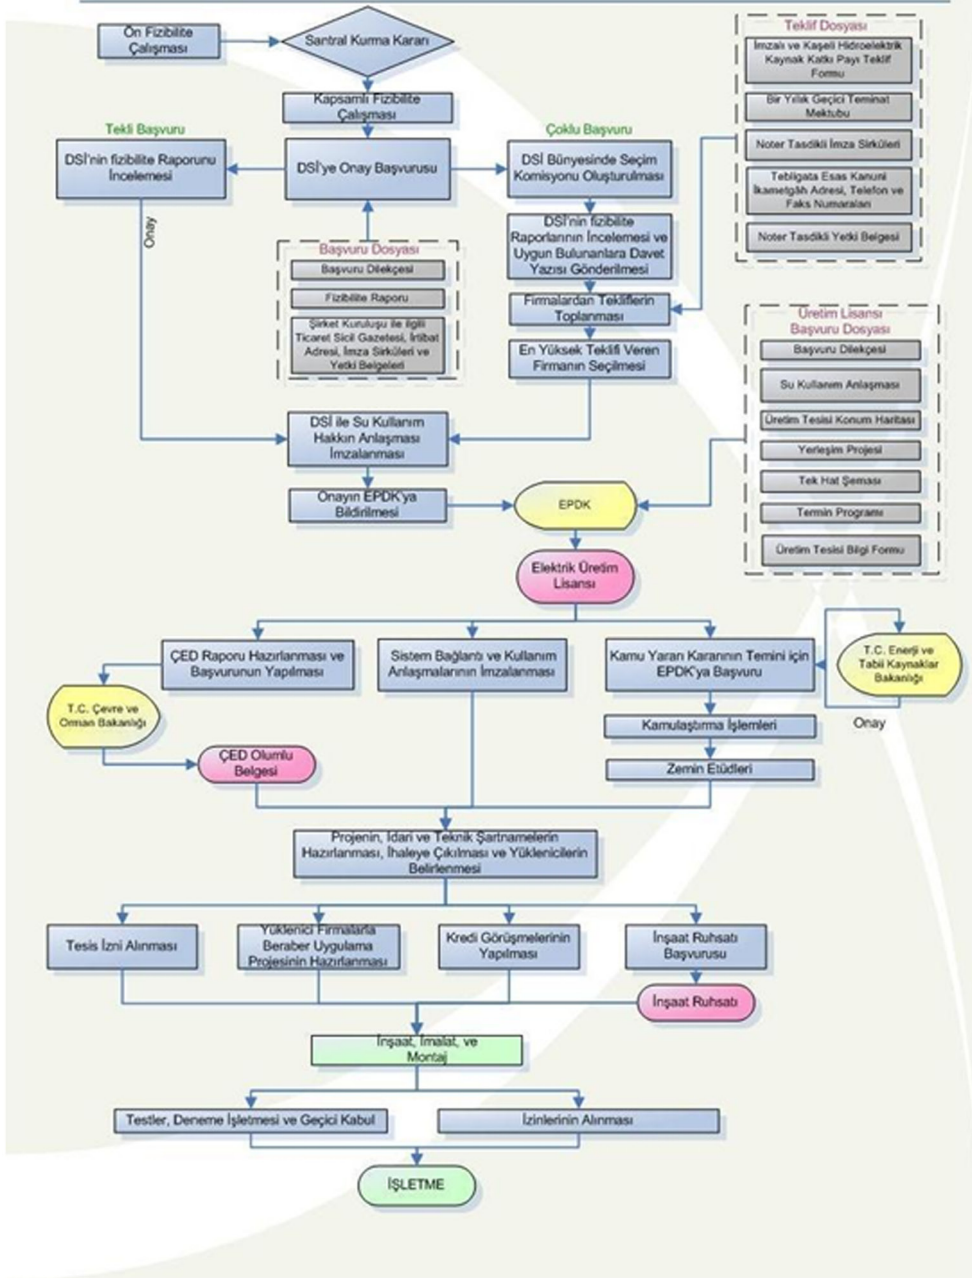 Ön Fizibilite
Çalışması
Santral Kurma Kararı
Kapsamlı Fizibilite
Çalışması
Tekli Başvuru
DSİ'nin fizibilite Raporunu
İncelemesi
DSİ'ye Onay Başvurusu
Çoklu Başvuru
DSİ Bünyesinde Seçim
Komisyonu Oluşturulması
Onay
Başvuru Dosyası
Başvuru Dilekçesi
Fizibilite Raporu
Şirket Kuruluşu ile ilgili
Ticaret Sicil Gazetesi, İrtibat
Adresi, İmza Sirküleri ve
Yetki Belgeleri
DSİ'nin fizibilite
Raporlarının İncelemesi ve
Uygun Bulunanlara Davet
Yazısı Gönderilmesi
Firmalardan Tekliflerin
Toplanması
En Yüksek Teklifi Veren
Firmanın Seçilmesi
Teklif Dosyası
İmzalı ve Kaşeli Hidroelektrik
Kaynak Katkı Payı Teklif
Formu
Bir Yıllık Geçici Teminat
Mektubu
Noter Tasdikli İmza Sirküleri
Tebligata Esas Kanuni
İkametgâh Adresi, Telefon ve
Faks Numaraları
Noter Tasdikli Yetki Belgesi
Üretim Lisansı
Başvuru Dosyası
Başvuru Dilekçesi
Su Kullanım Anlaşması
Üretim Tesisi Konum Haritası
Yerleşim Projesi
Tek Hat Şeması
Termin Programı
Üretim Tesisi Bilgi Formu
DSİ ile Su Kullanım
Hakkın Anlaşması
İmzalanması
Onayın EPDK'ya
Bildirilmesi
EPDK
Elektrik Üretim
Lisansı
ÇED Raporu Hazırlanması ve
Başvurunun Yapılması
Sistem Bağlantı ve Kullanım
Anlaşmalarının İmzalanması
Kamu Yararı Kararının Temini için
EPDK'ya Başvuru
T.C. Enerji ve
Tabii Kaynaklar
Bakanlığı
Onay
T.C. Çevre ve
Orman Bakanlığı
ÇED Olumlu
Belgesi
Kamulaştırma İşlemleri
Zemin Etüdleri
Projenin, İdari ve Teknik Şartnamelerin
Hazırlanması, İhaleye Çıkılması ve Yüklenicilerin
Belirlenmesi
Tesis İzni Alınması
Yüklenici Firmalarla
Beraber Uygulama
Projesinin Hazırlanması
Kredi Görüşmelerinin
Yapılması
İnşaat Ruhsatı
Başvurusu
İnşaat Ruhsatı
İnşaat, İmalat, ve
Montaj
Testler, Deneme İşletmesi ve Geçici Kabul
İzinlerinin Alınması
İŞLETME